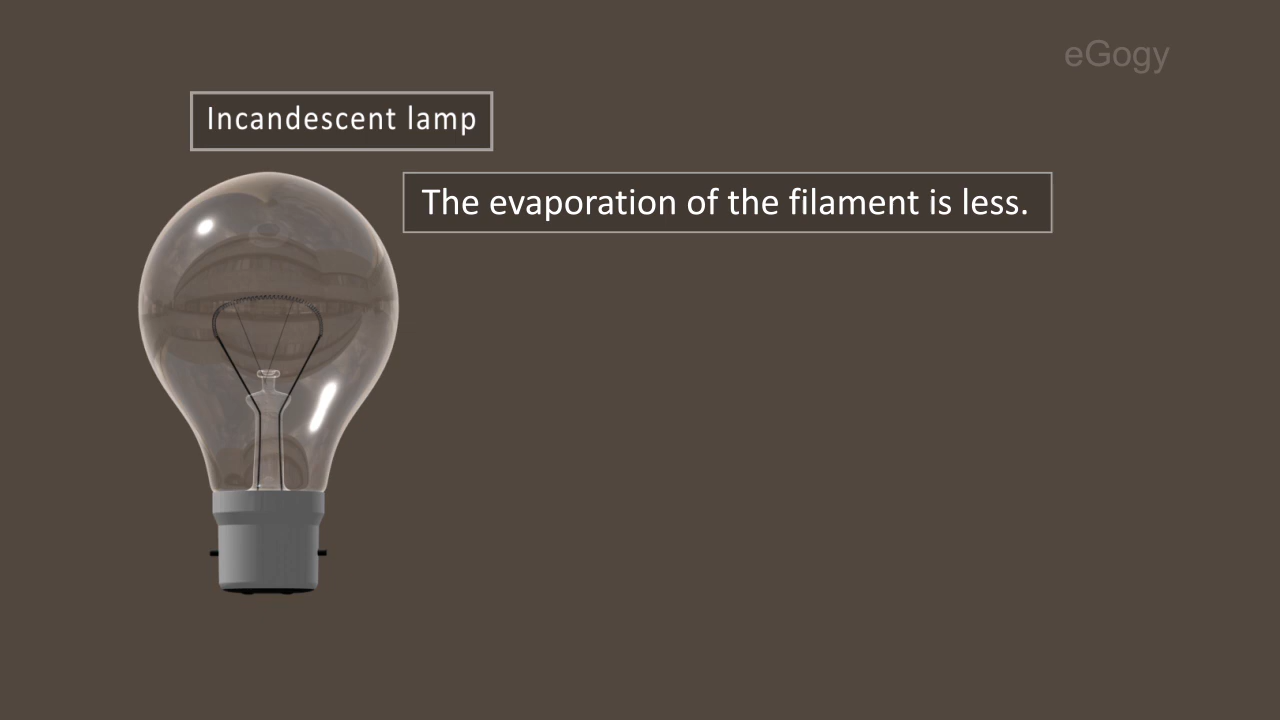 eGogy
Incandescent lamp
The evaporation of the filament is less.